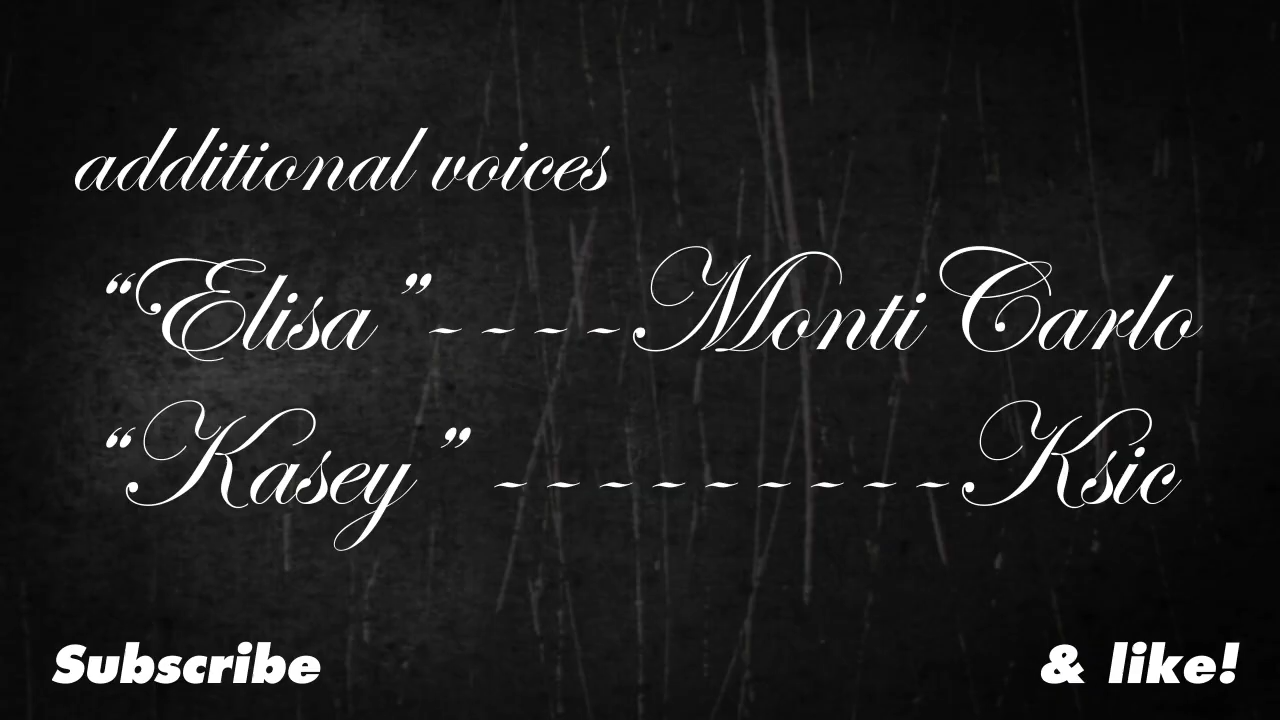 additional voices
“Elisa” ~ ~ ~ ~ Monti Carlo
“Kasey” ~ ~ ~ ~ ~ ~ ~ ~ ~ Ksic
Subscribe & like!